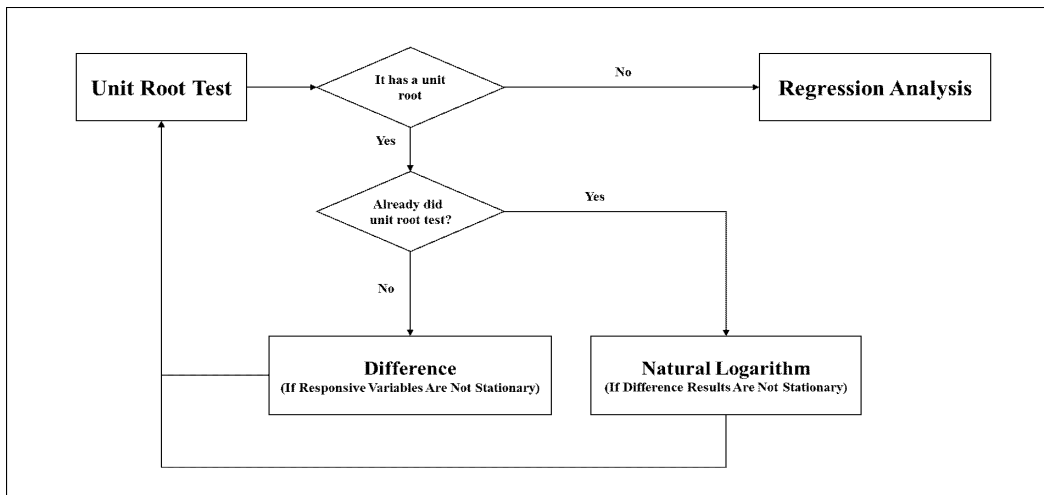 Unit Root Test
It has a unit
root
No
Regression Analysis
Yes
Already did
unit root test?
Yes
No
Difference
(If Responsive Variables Are Not Stationary)
Natural Logarithm
(If Difference Results Are Not Stationary)